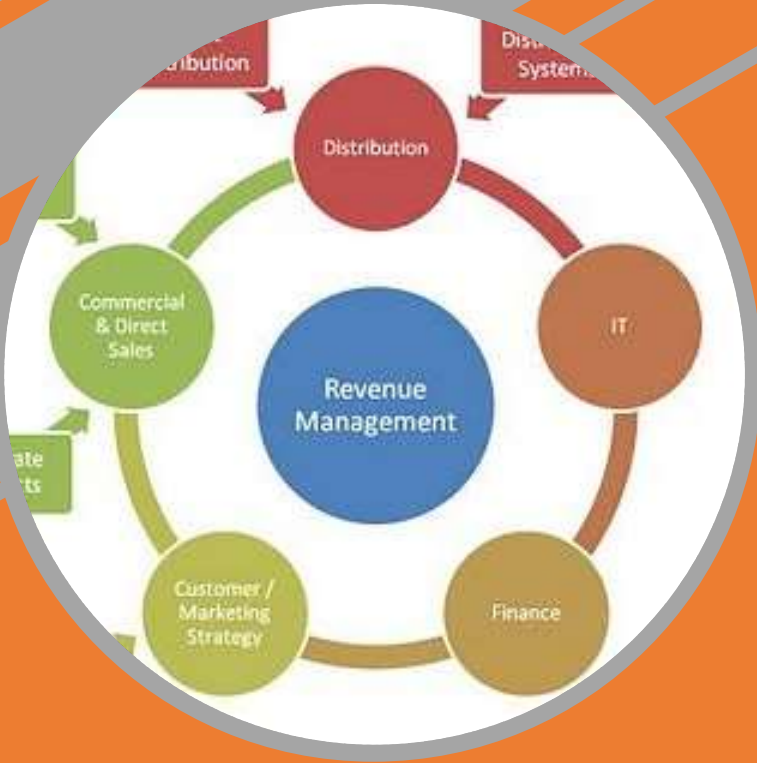 Distribution
Commercial
& Direct
Sales
IT
Revenue
Management
Customer /
Marketing
Strategy
Finance